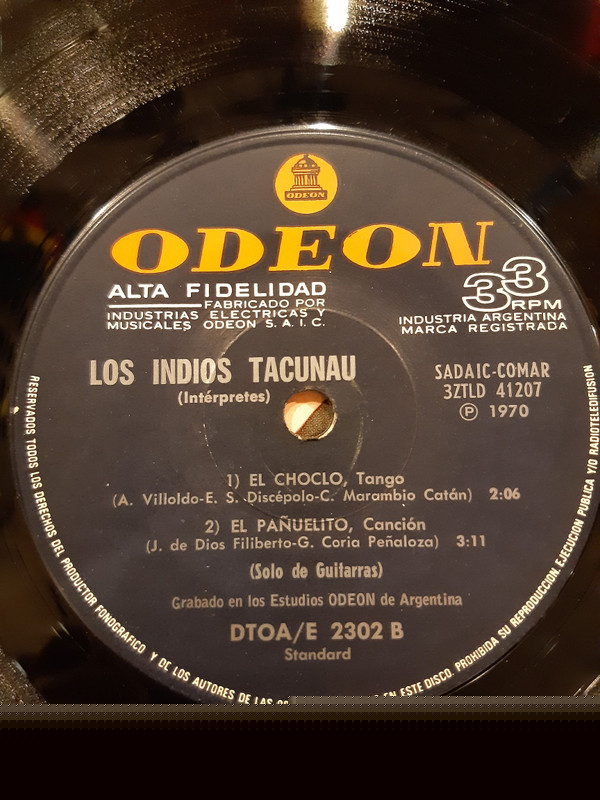 ODEON
ODEON
ALTA FIDELIDAD
FABRICADO POR
INDUSTRIAS ELECTRICAS Y
MUSICALES ODEON S. A. I. C.
33 RPM
INDUSTRIA ARGENTINA
MARCA REGISTRADA
LOS INDIOS TACUNAU
(Intérpretes)
SADAIC-COMAR
3ZTLD 41207
Ⓟ 1970
1) EL CHOCLO, Tango
(A. Villoldo-E. S. Discépolo-C. Marambio Catán) 2:06
2) EL PAÑUELITO, Canción
(J. de Dios Filiberto-G. Coria Peñaloza) 3:11
(Solo de Guitarras)
Grabado en los Estudios ODEON de Argentina
DTOA/E 2302 B
Standard
RESERVADOS TODOS LOS DERECHOS DEL PRODUCTOR FONOGRAFICO Y DE LOS AUTORES DE LAS EN ESTE DISCO. PROHIBIDA SU REPRODUCCION, EJECUCION PUBLICA Y/O RADIOTELEDIFUSION